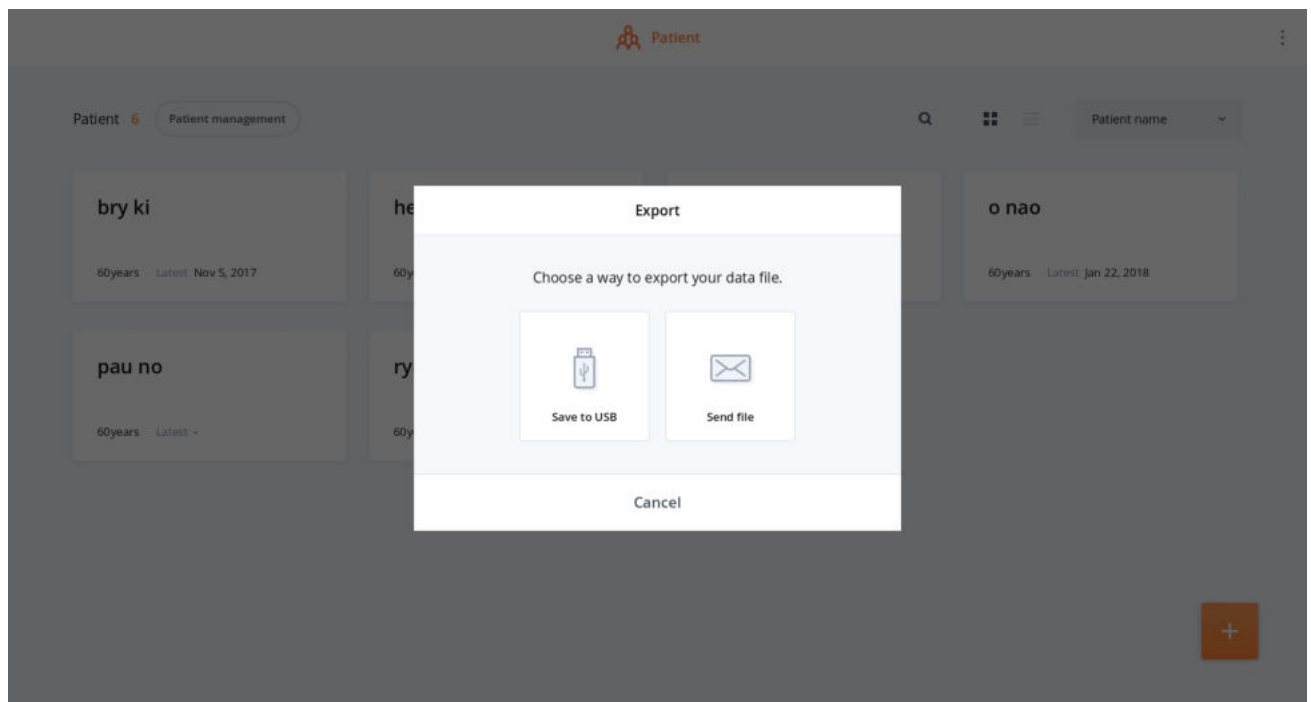 Patient
Patient 6 Patient management Patient name
bry ki
he
o nao
60years Latest Nov 5, 2017
60y
60years Latest Jan 22, 2018
Export
Choose a way to export your data file.
Save to USB
Send file
Cancel
pau no
ry
60years Latest -
60y